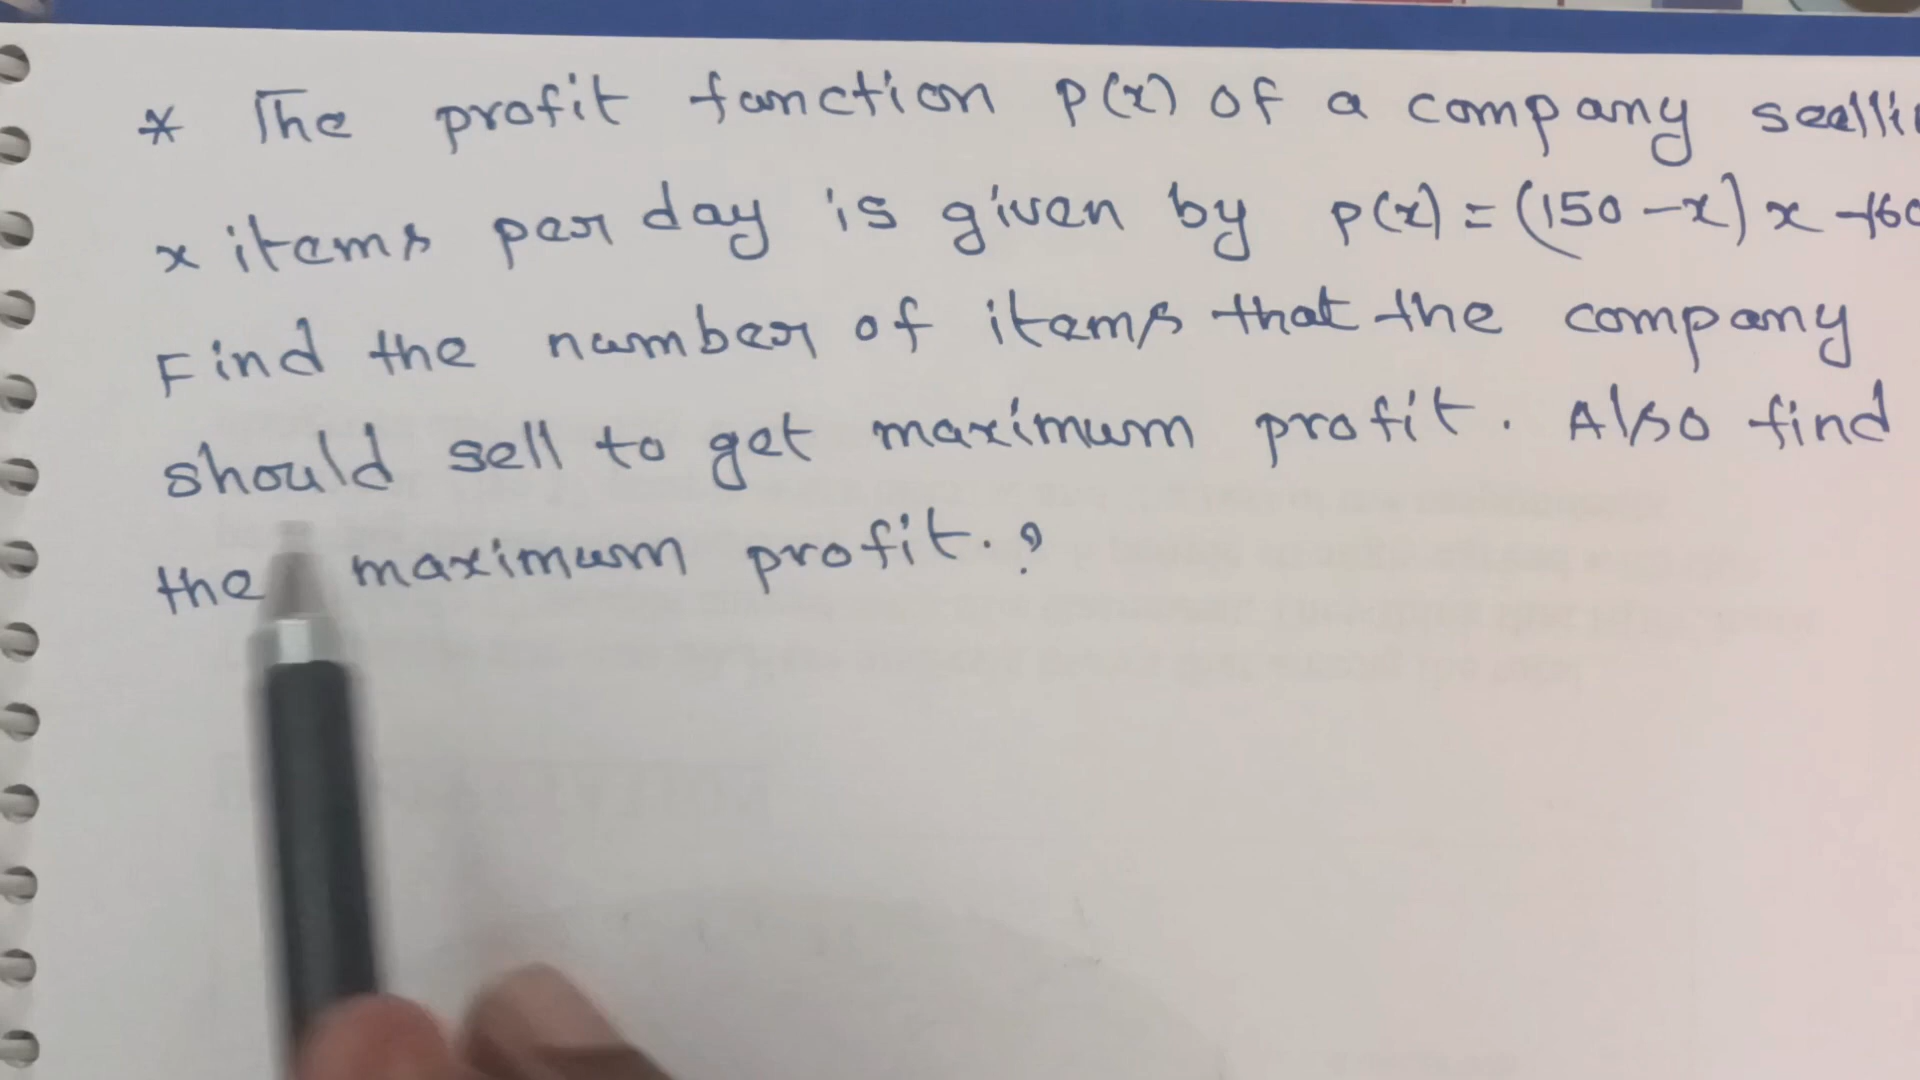 * The profit function p(x) of a company
x items per day is given by p(x) = (150-x) x
Find the number of items that the company
should sell to get maximum profit. Also find
the maximum profit.?